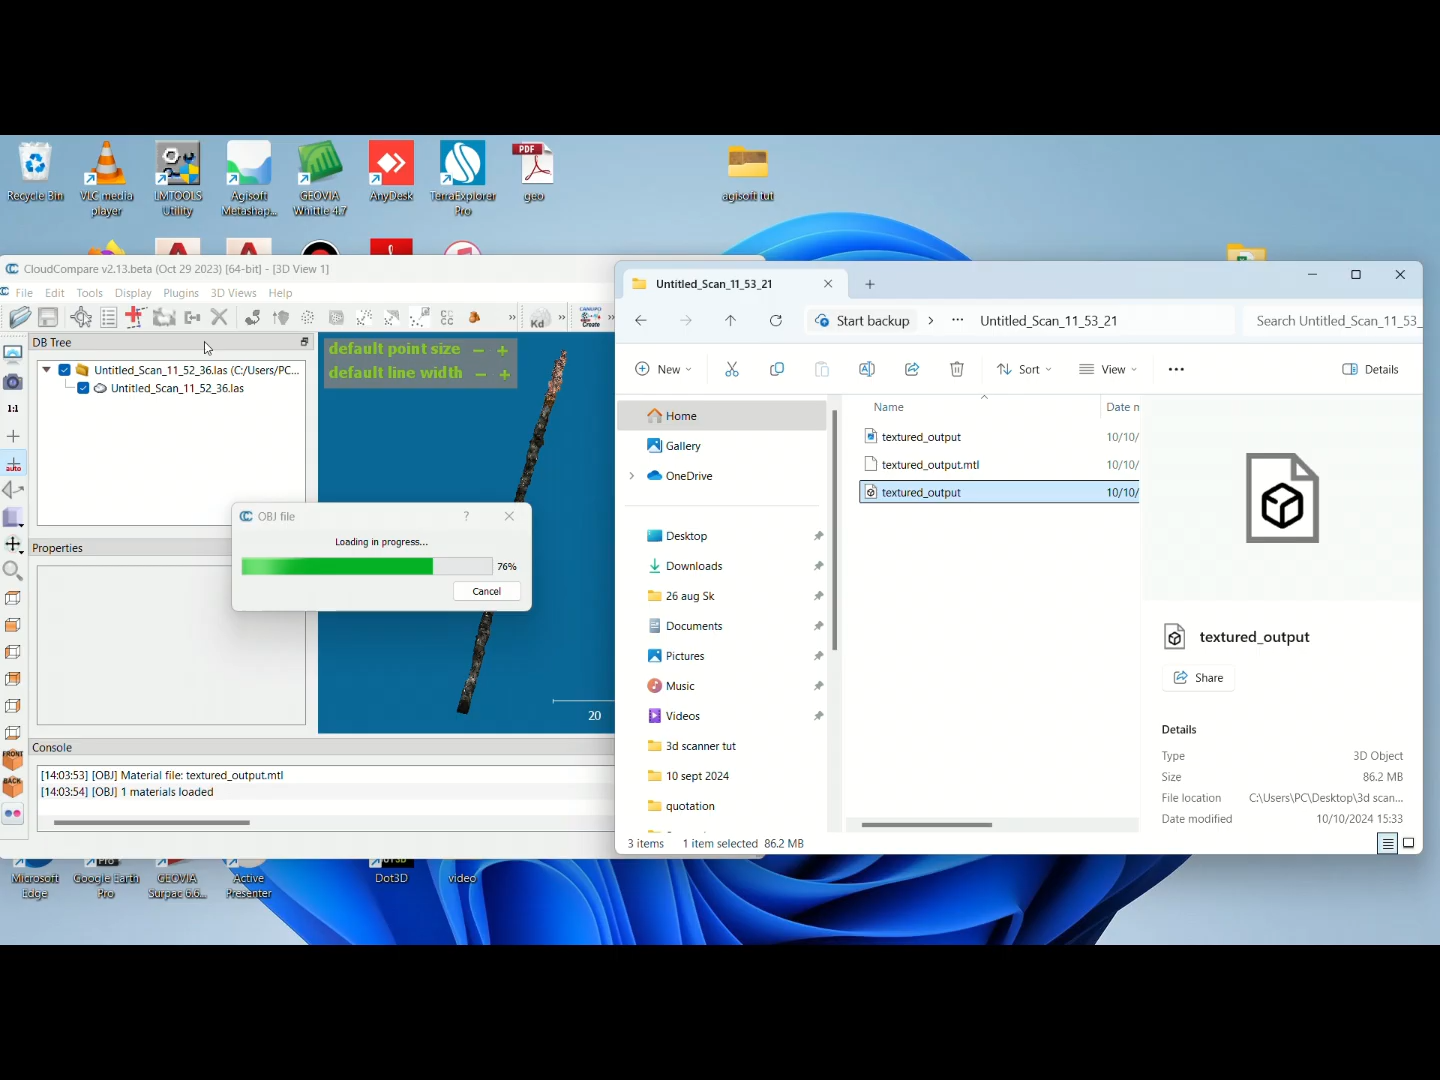 Recycle Bin
VLC media
player
LMTOOLS
Utility
Agisoft
Metashap...
GEOVIA
Whittle 4.7
AnyDesk
TerraExplorer
Pro
PDF
geo
agisoft tut
CloudCompare v2.13.beta (Oct 29 2023) [64-bit] - [3D View 1]
File Edit Tools Display Plugins 3D Views Help
DB Tree
Untitled_Scan_11_52_36.las (C:/Users/PC...
Untitled_Scan_11_52_36.las
1:1
auto
Properties
FRONT
BACK
default point size - +
default line width - +
20
OBJ file
?
Loading in progress...
76%
Cancel
Console
[14:03:53] [OBJ] Material file: textured_output.mtl
[14:03:54] [OBJ] 1 materials loaded
Untitled_Scan_11_53_21
Start backup > ... Untitled_Scan_11_53_21
Search Untitled_Scan_11_53_
New
Sort
View
Details
Home
Gallery
OneDrive
Desktop
Downloads
26 aug Sk
Documents
Pictures
Music
Videos
3d scanner tut
10 sept 2024
quotation
Name Date n
textured_output 10/10/
textured_output.mtl 10/10/
textured_output 10/10/
textured_output
Share
Details
Type 3D Object
Size 86.2 MB
File location C:\Users\PC\Desktop\3d scan...
Date modified 10/10/2024 15:33
3 items 1 item selected 86.2 MB
Microsoft
Edge
Google Earth
Pro
GEOVIA
Surpac 6.6...
Active
Presenter
Dot3D
video